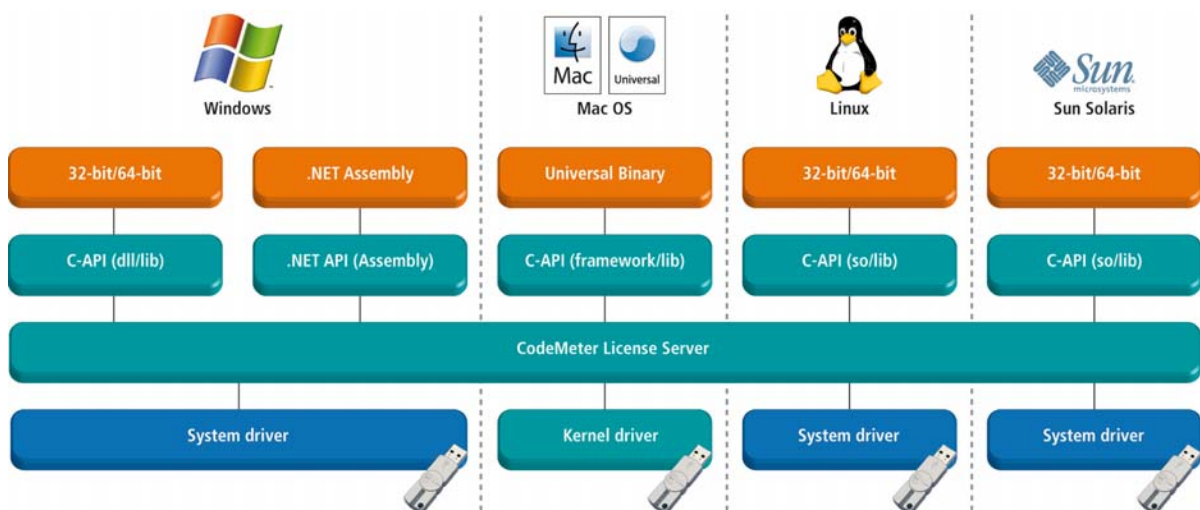 Mac
Universal
Sun
microsystems
Windows
Mac OS
Linux
Sun Solaris
32-bit/64-bit
.NET Assembly
Universal Binary
32-bit/64-bit
32-bit/64-bit
C-API (dll/lib)
.NET API (Assembly)
C-API (framework/lib)
C-API (so/lib)
C-API (so/lib)
CodeMeter License Server
System driver
Kernel driver
System driver
System driver